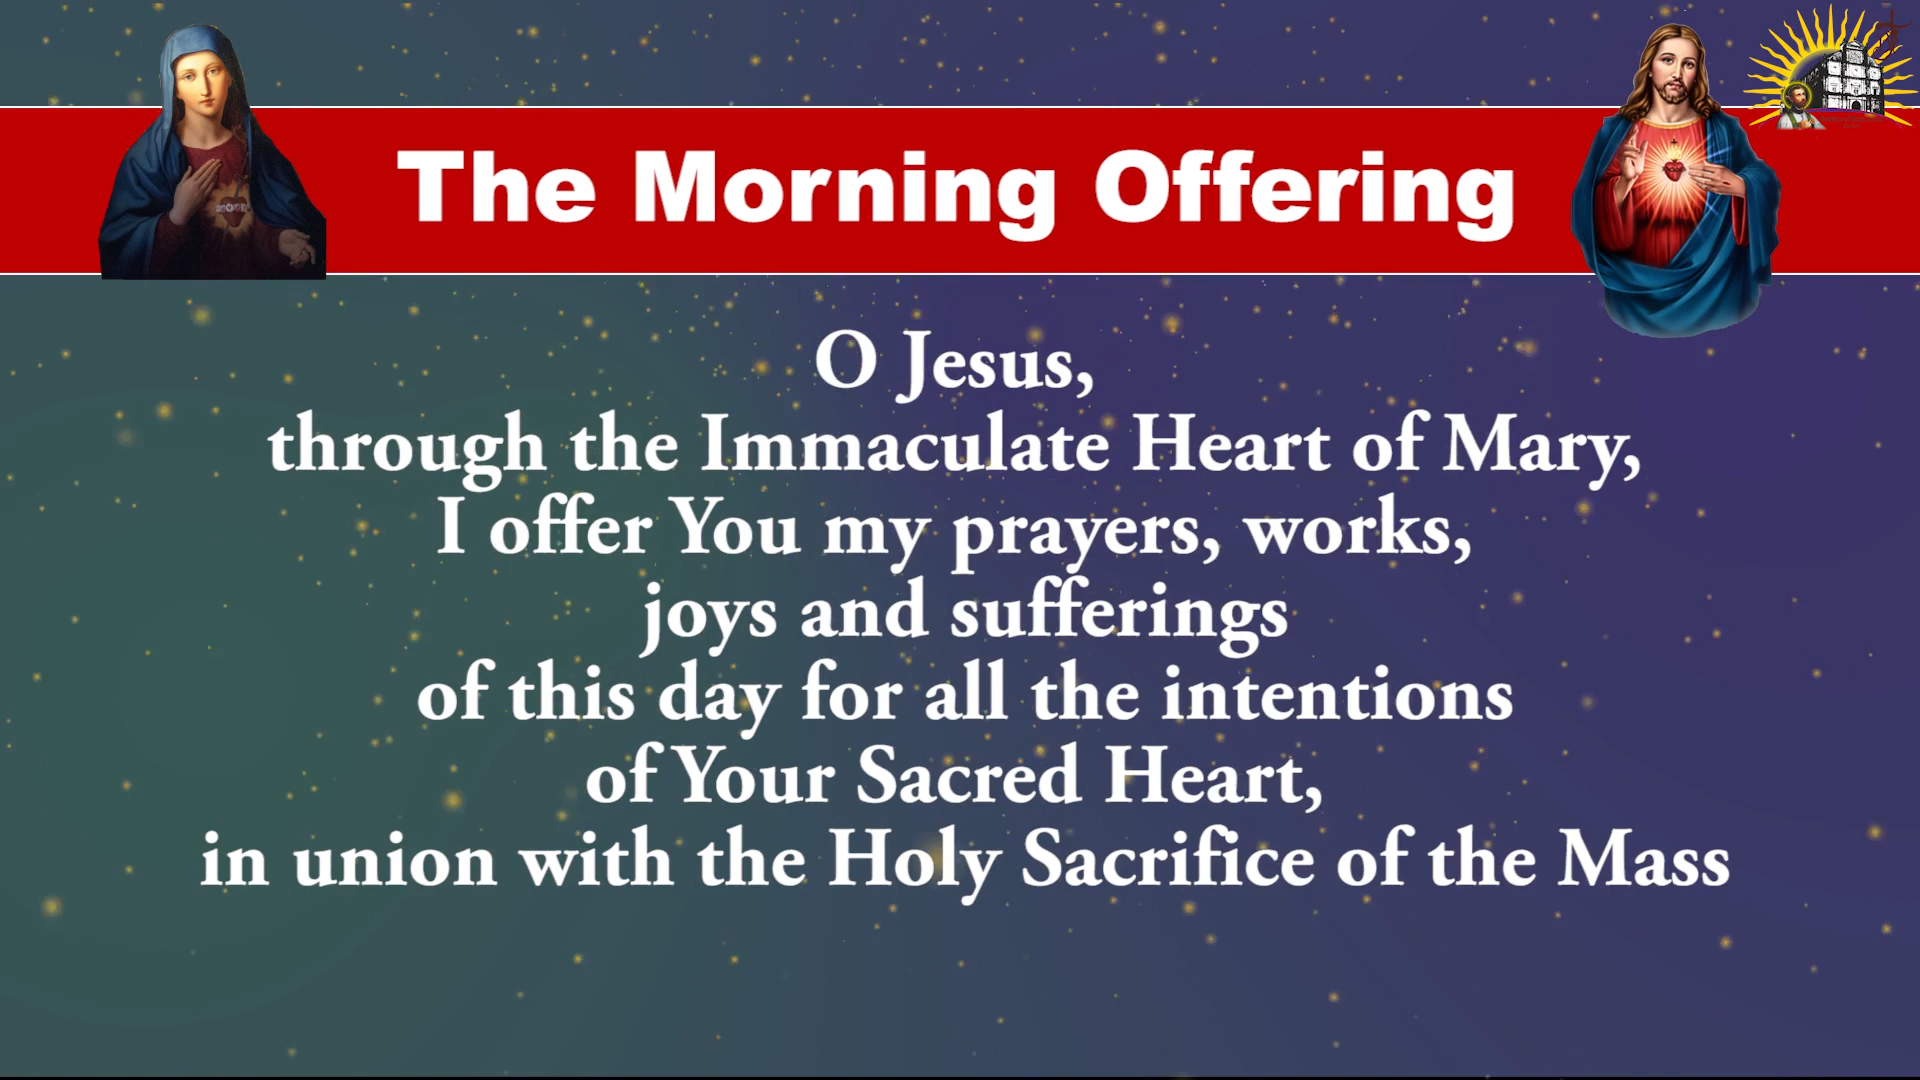 The Morning Offering
O Jesus,
through the Immaculate Heart of Mary,
I offer You my prayers, works,
joys and sufferings
of this day for all the intentions
of Your Sacred Heart,
in union with the Holy Sacrifice of the Mass